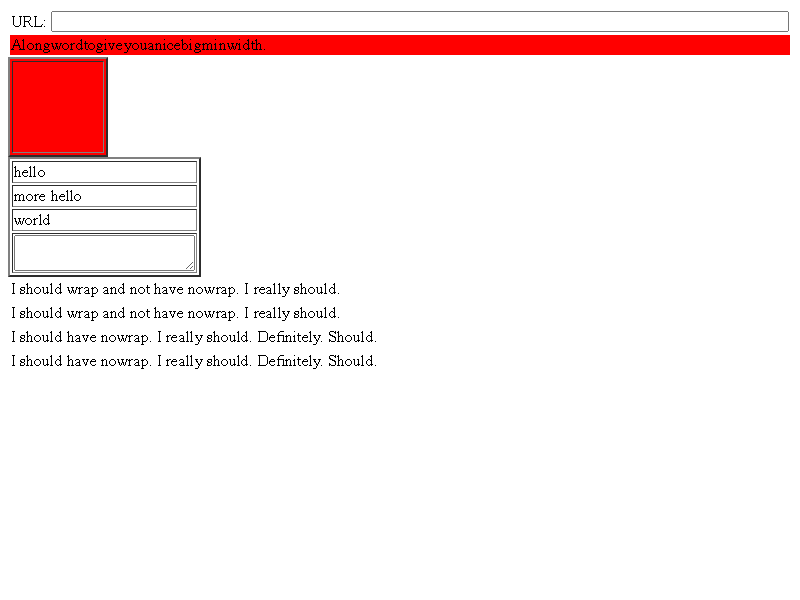 URL:
Alongwordtogiveyouanicebigminwidth.
hello
more hello
world
I should wrap and not have nowrap. I really should.
I should wrap and not have nowrap. I really should.
I should have nowrap. I really should. Definitely. Should.
I should have nowrap. I really should. Definitely. Should.